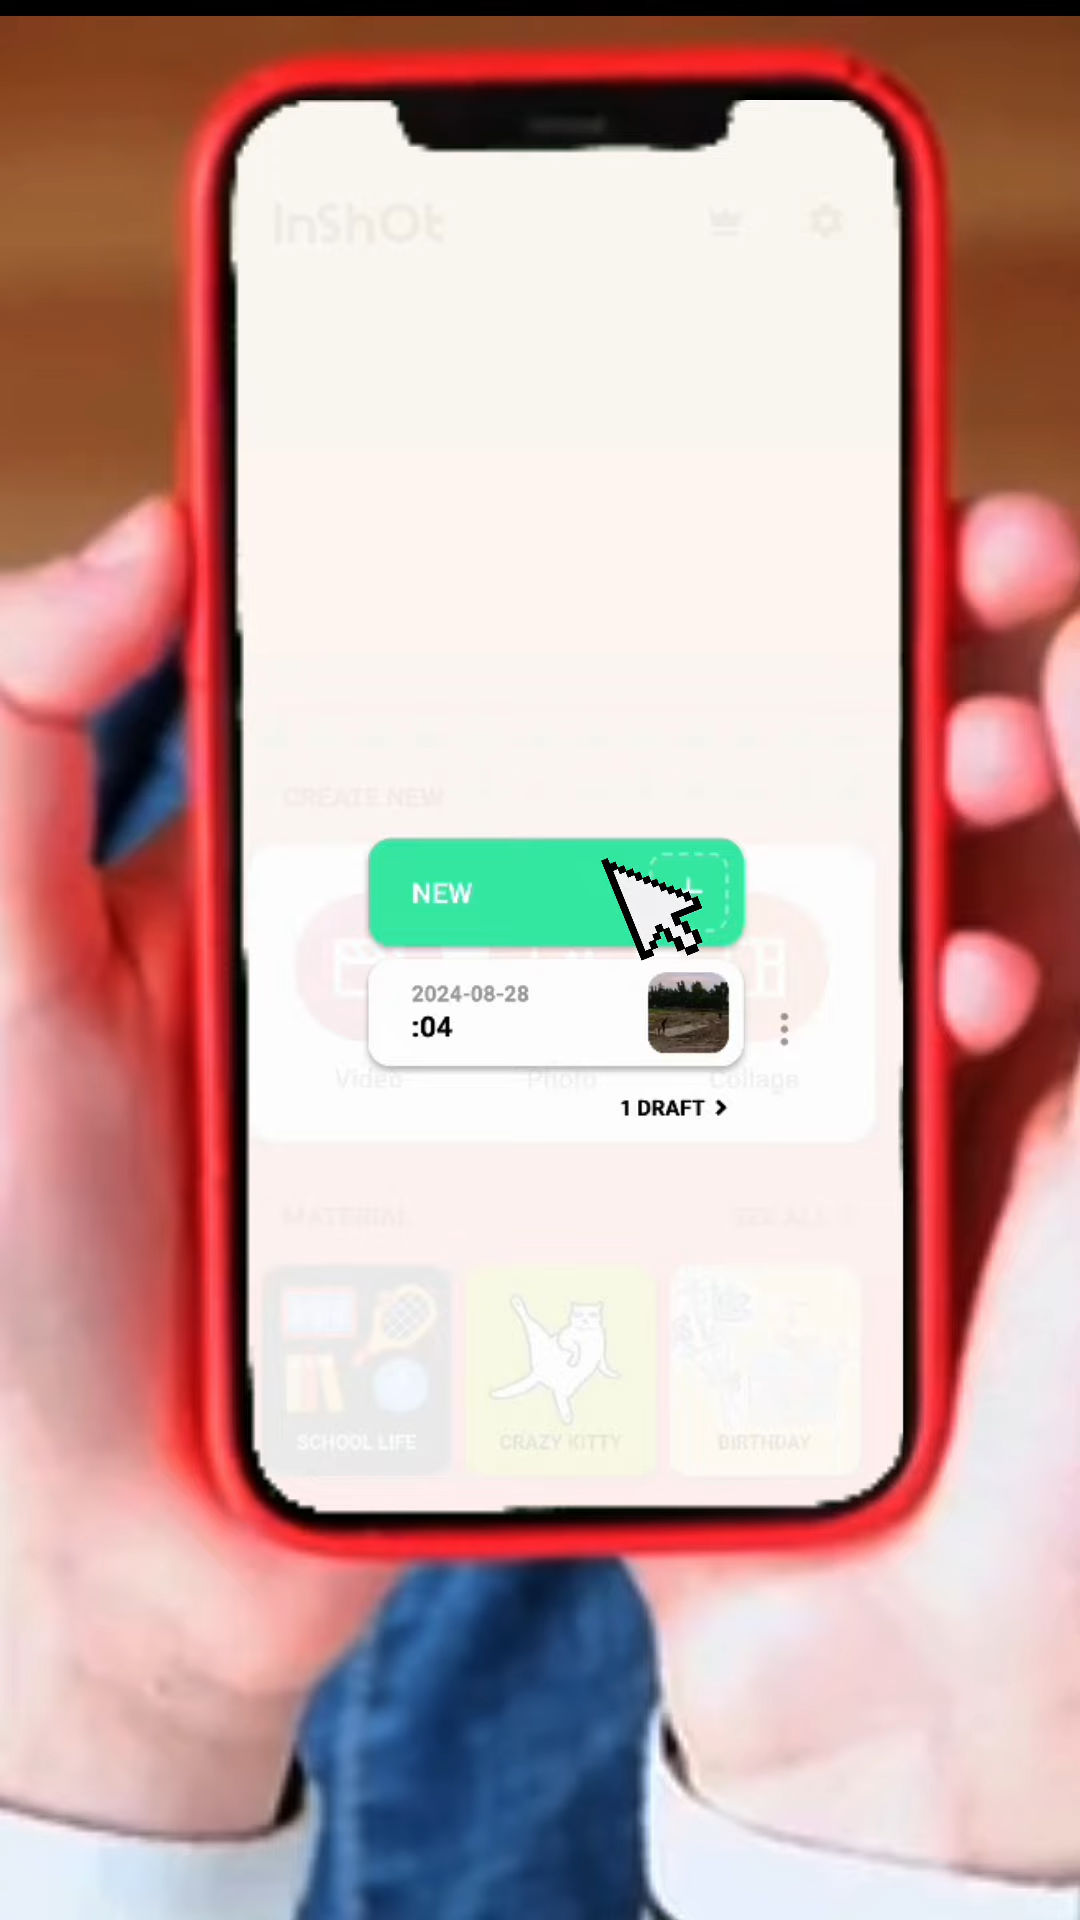 InShOt
CREATE NEW
NEW
2024-08-28
:04
Video
Photo
Collage
1 DRAFT >
MATERIAL
SEE ALL >
SCHOOL LIFE
CRAZY KITTY
BIRTHDAY